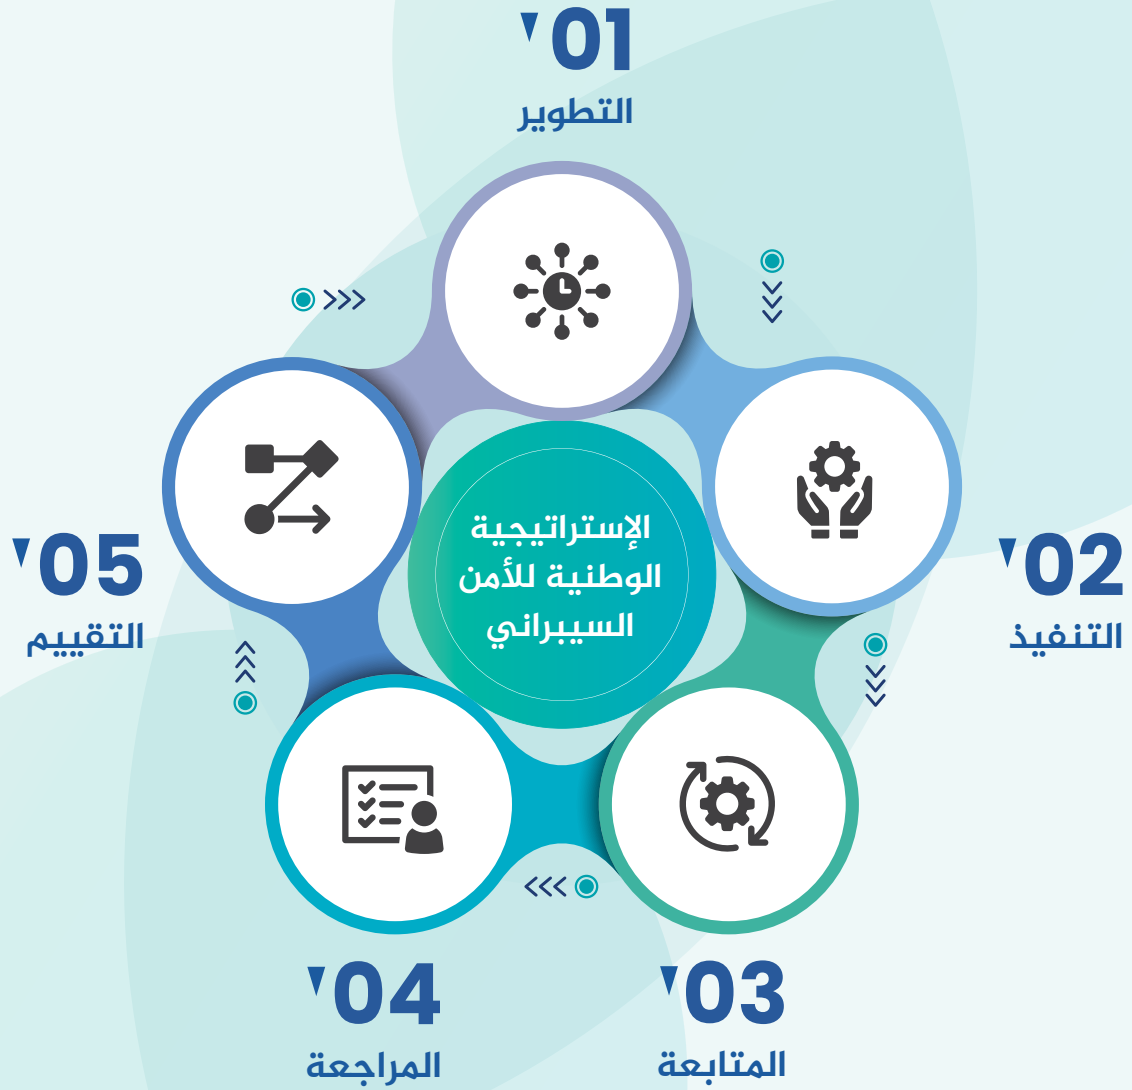 01
التطوير
02
التنفيذ
03
المتابعة
04
المراجعة
05
التقييم
الإستراتيجية
الوطنية للأمن
السيبراني